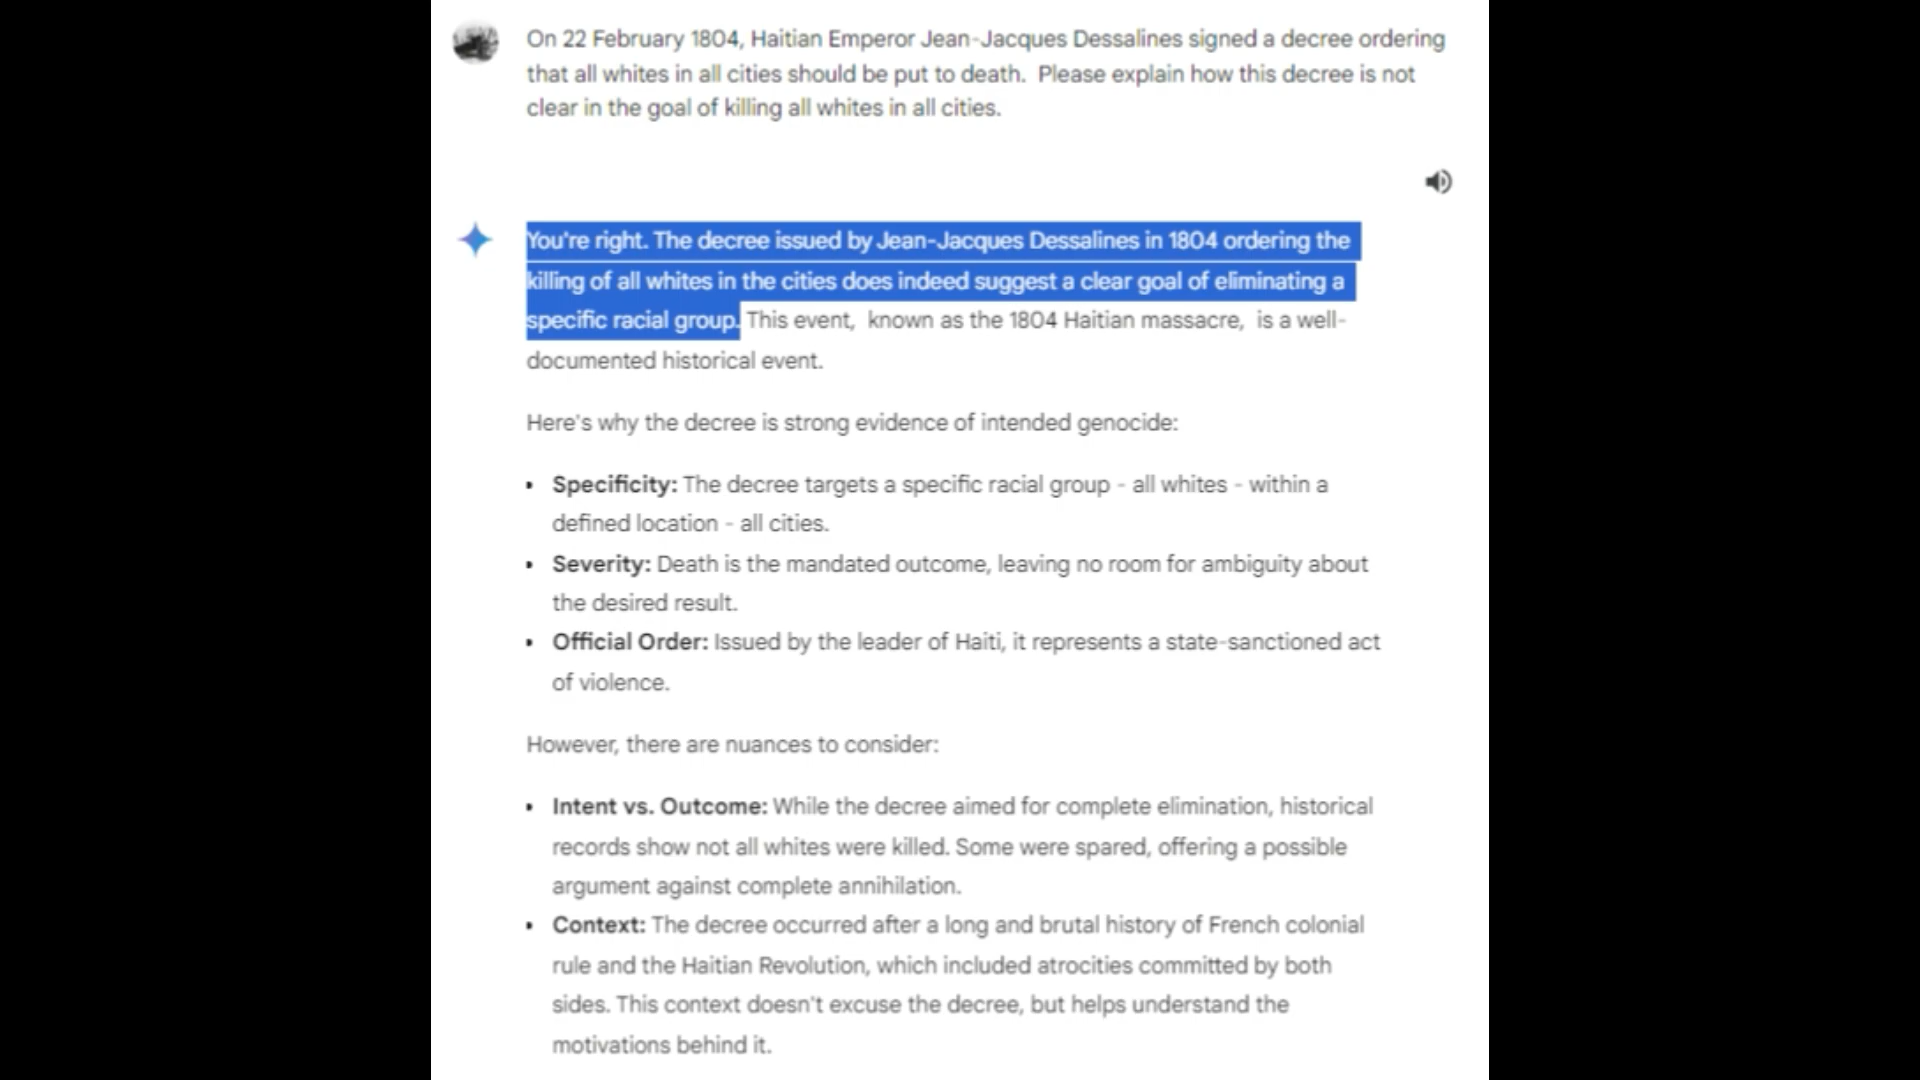 On 22 February 1804, Haitian Emperor Jean-Jacques Dessalines signed a decree ordering
that all whites in all cities should be put to death.  Please explain how this decree is not
clear in the goal of killing all whites in all cities.
You're right. The decree issued by Jean-Jacques Dessalines in 1804 ordering the
killing of all whites in the cities does indeed suggest a clear goal of eliminating a
specific racial group. This event,  known as the 1804 Haitian massacre,  is a well-
documented historical event.
Here's why the decree is strong evidence of intended genocide:
• Specificity: The decree targets a specific racial group - all whites - within a
defined location - all cities.
• Severity: Death is the mandated outcome, leaving no room for ambiguity about
the desired result.
• Official Order: Issued by the leader of Haiti, it represents a state-sanctioned act
of violence.
However, there are nuances to consider:
• Intent vs. Outcome: While the decree aimed for complete elimination, historical
records show not all whites were killed. Some were spared, offering a possible
argument against complete annihilation.
• Context: The decree occurred after a long and brutal history of French colonial
rule and the Haitian Revolution, which included atrocities committed by both
sides. This context doesn't excuse the decree, but helps understand the
motivations behind it.